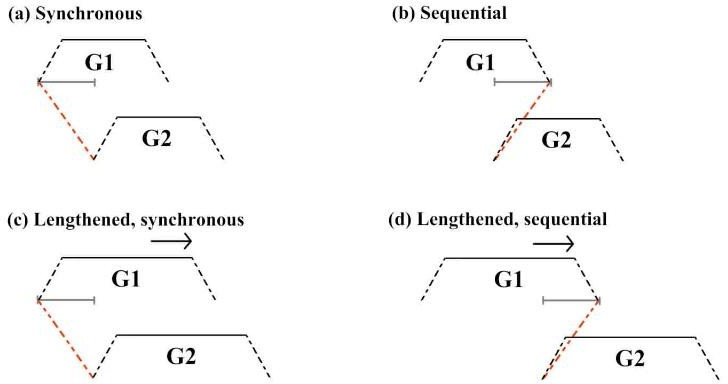 (a) Synchronous
(b) Sequential
G1
G1
G2
G2
(c) Lengthened, synchronous
(d) Lengthened, sequential
G1
G1
G2
G2